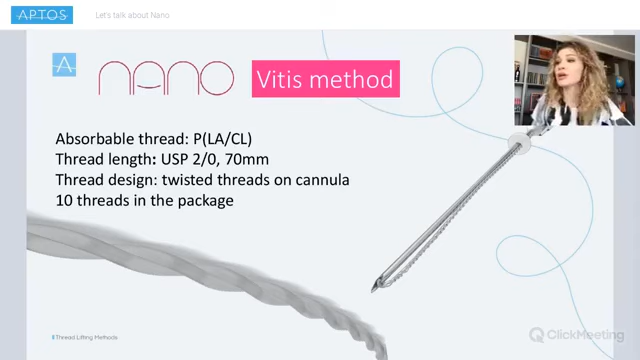 APTOS
Let's talk about Nano
nano
Vitis method
Absorbable thread: P(LA/CL)
Thread length: USP 2/0, 70mm
Thread design: twisted threads on cannula
10 threads in the package
Thread Lifting Methods
ClickMeeting